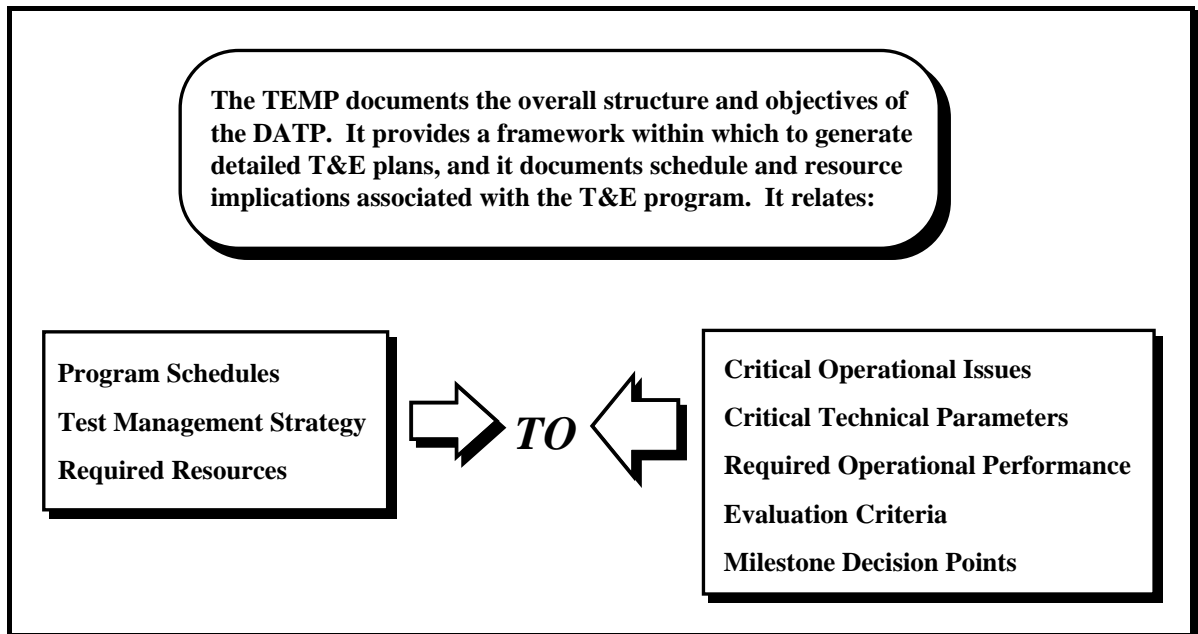 The TEMP documents the overall structure and objectives of
the DATP. It provides a framework within which to generate
detailed T&E plans, and it documents schedule and resource
implications associated with the T&E program. It relates:
Program Schedules
Test Management Strategy
Required Resources
TO
Critical Operational Issues
Critical Technical Parameters
Required Operational Performance
Evaluation Criteria
Milestone Decision Points